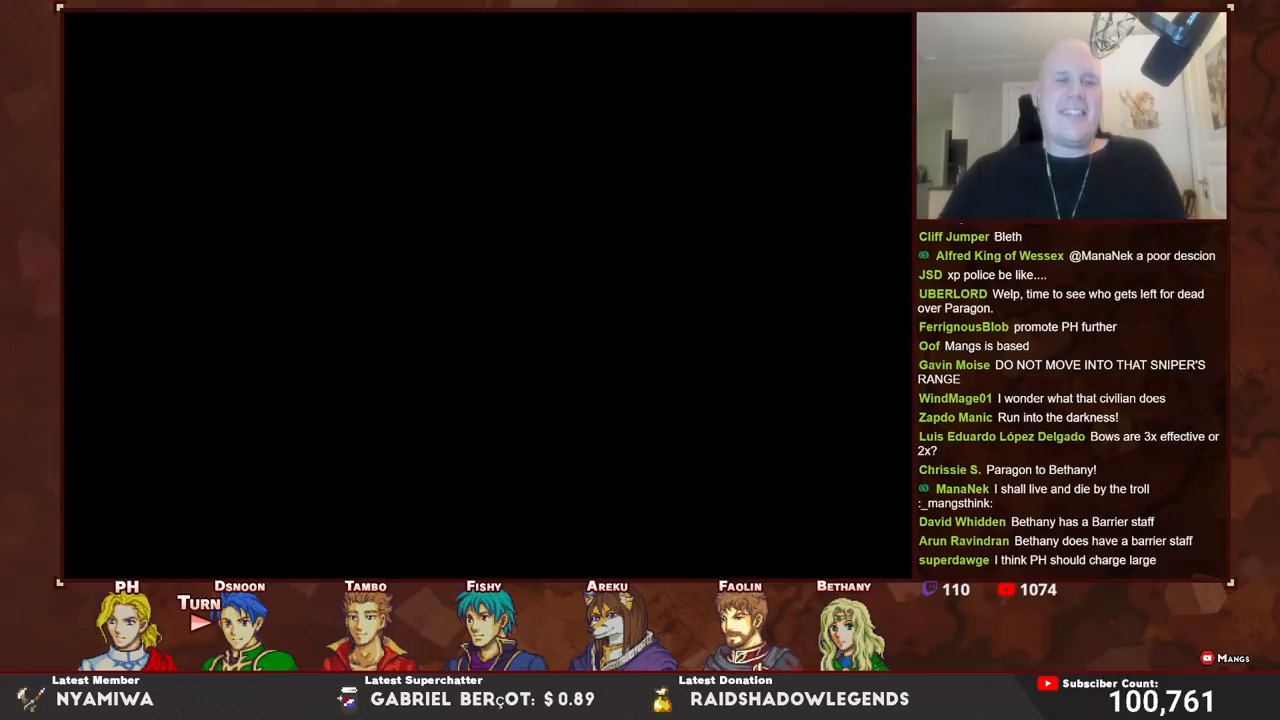 Cliff Jumper Bleth
Alfred King of Wessex @ManaNek a poor descion
JSD xp police be like....
UBERLORD Welp, time to see who gets left for dead
over Paragon.
FerrignousBlob promote PH further
Oof Mangs is based
Gavin Moise DO NOT MOVE INTO THAT SNIPER'S
RANGE
WindMage01 I wonder what that civilian does
Zapdo Manic Run into the darkness!
Luis Eduardo López Delgado Bows are 3x effective or
2x?
Chrissie S. Paragon to Bethany!
ManaNek I shall live and die by the troll
:_mangsthink:
David Whidden Bethany has a Barrier staff
Arun Ravindran Bethany does have a barrier staff
superdawge I think PH should charge large
PH Dsnoon Tambo Fishy Areku Faolin Bethany
110 1074
Turn
Mangs
Latest Member
NYAMIWA
Latest Superchatter
GABRIEL BERÇOT: $ 0.89
Latest Donation
RAIDSHADOWLEGENDS
Subsciber Count:
100,761